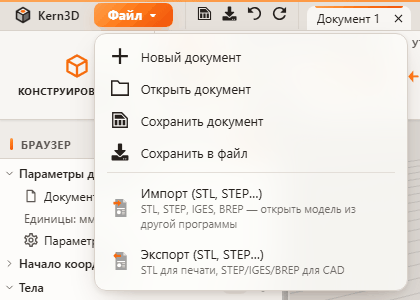 Kern3D Файл Документ 1
Новый документ
КОНСТРУИРОВ
Открыть документ
БРАУЗЕР
Сохранить документ
Сохранить в файл
Параметры д
Докумен
Импорт (STL, STEP...)
STL, STEP, IGES, BREP — открыть модель из
другой программы
Единицы: мм
Параметр
Экспорт (STL, STEP...)
STL для печати, STEP/IGES/BREP для CAD
Начало коорд
Тела